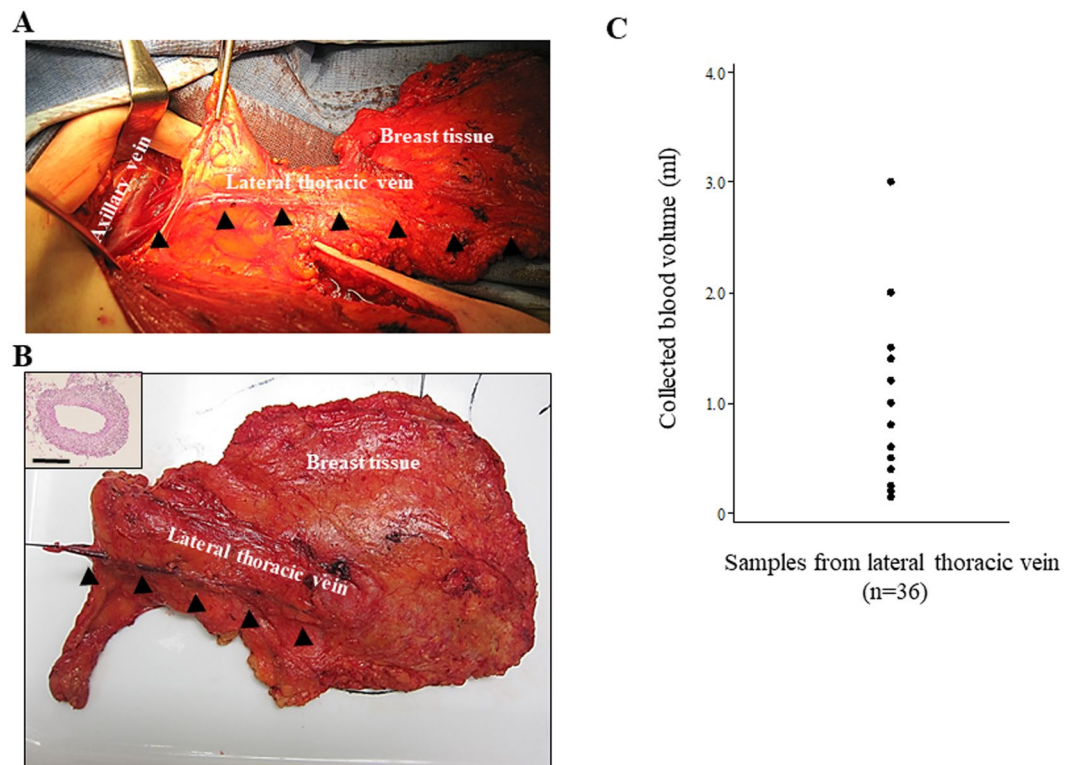 A
Axillary vein
Lateral thoracic vein
Breast tissue
B
Breast tissue
Lateral thoracic vein
C
Collected blood volume (ml)
4.0
3.0
2.0
1.0
0
Samples from lateral thoracic vein
(n=36)